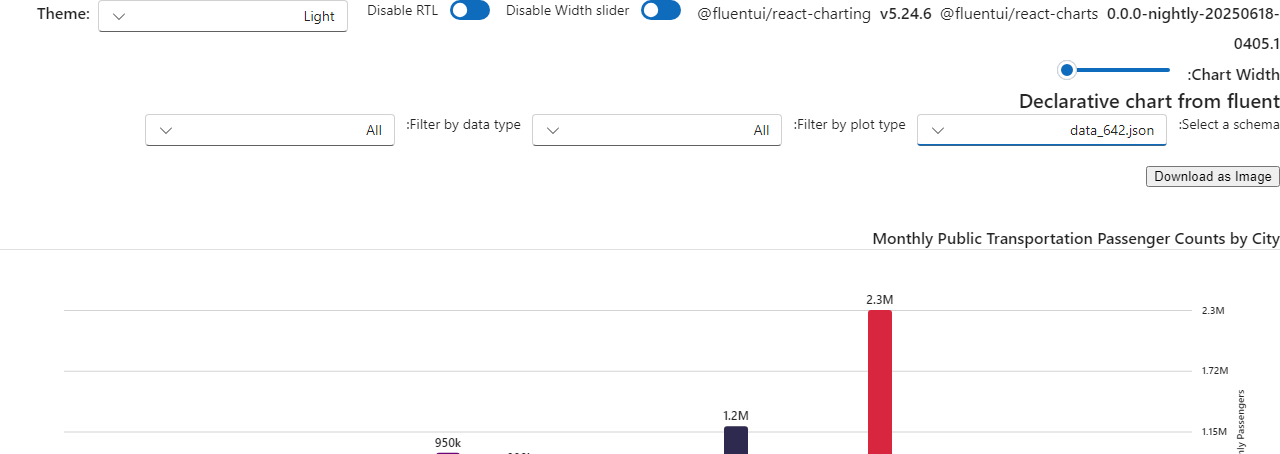 Theme: Light Disable RTL Disable Width slider @fluentui/react-charting v5.24.6 @fluentui/react-charts 0.0.0-nightly-20250618-
0405.1
:Chart Width
Declarative chart from fluent
All :Filter by data type All :Filter by plot type data_642.json :Select a schema
Download as Image
Monthly Public Transportation Passenger Counts by City
2.3M
2.3M
1.72M
1.2M
1.15M
950k
Passengers